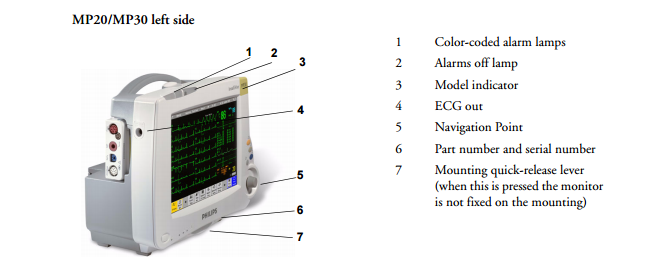 MP20/MP30 left side
1
2
3
4
5
6
7
PHILIPS
1 Color-coded alarm lamps
2 Alarms off lamp
3 Model indicator
4 ECG out
5 Navigation Point
6 Part number and serial number
7 Mounting quick-release lever
(when this is pressed the monitor
is not fixed on the mounting)